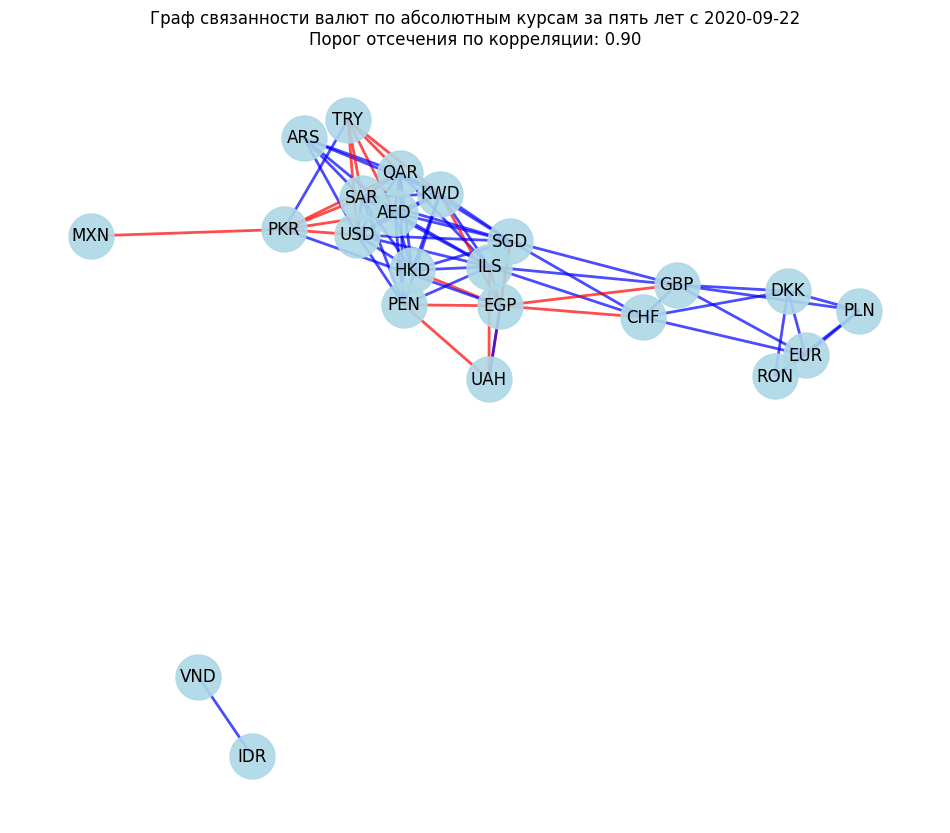 Граф связанности валют по абсолютным курсам за пять лет с 2020-09-22
Порог отсечения по корреляции: 0.90
TRY
ARS
QAR
KWD
SAR
AED
MXN
PKR
USD
SGD
HKD
ILS
GBP
DKK
PEN
EGP
CHF
PLN
EUR
UAH
RON
VND
IDR